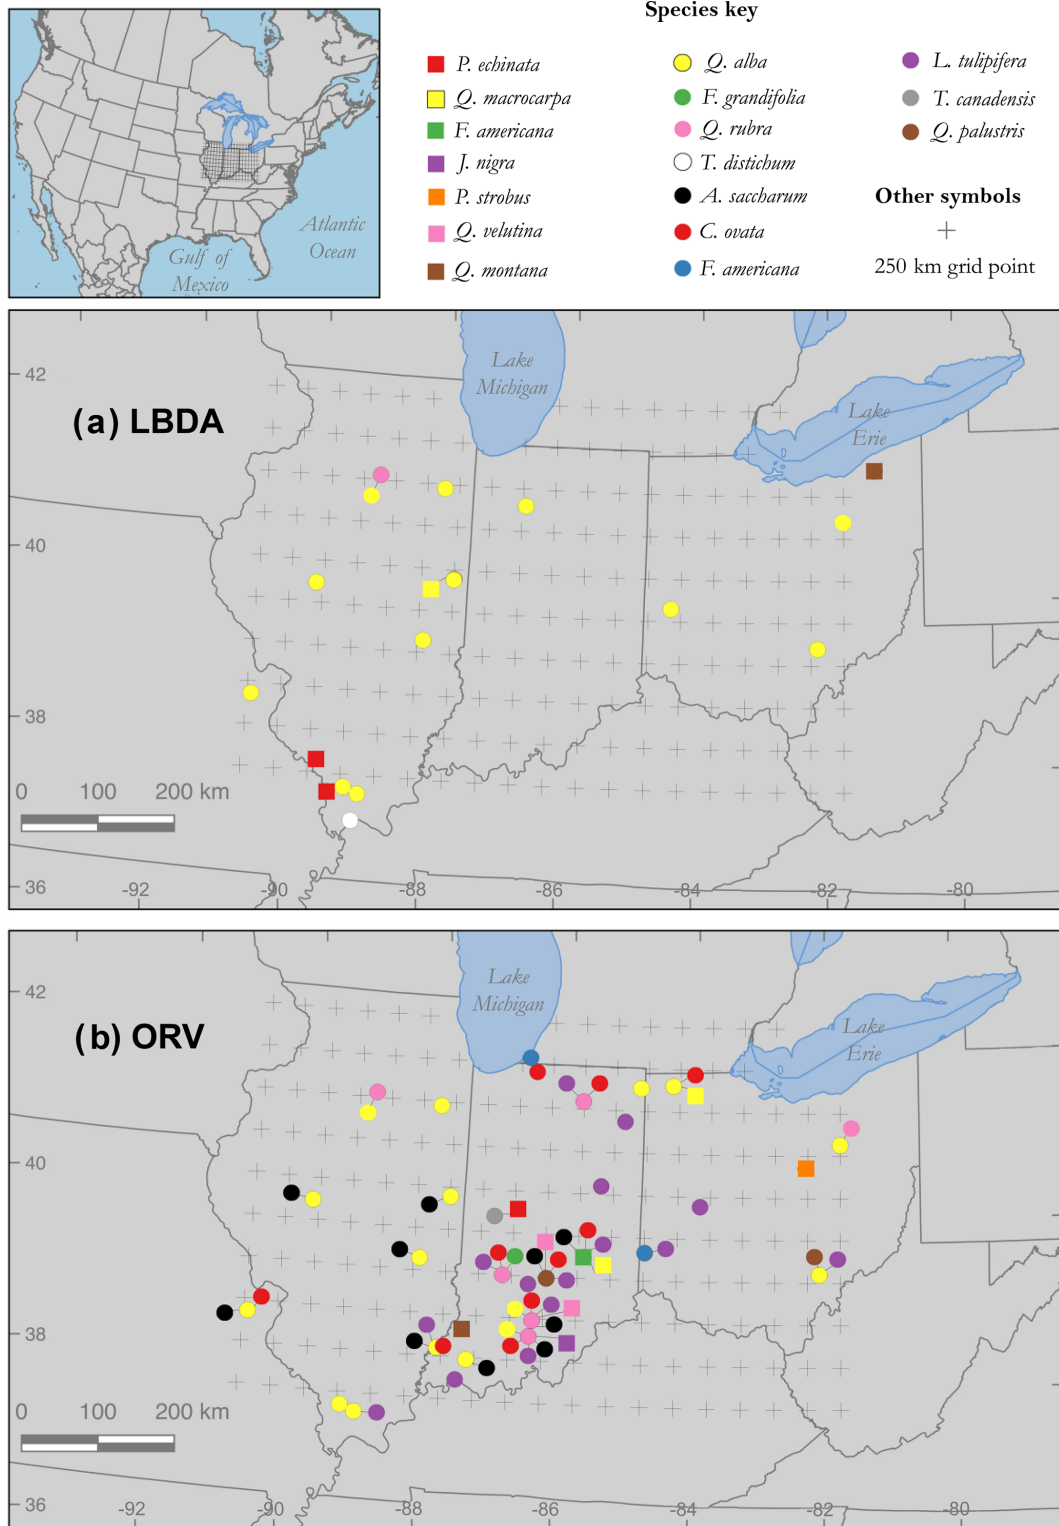 Species key
P. echinata
Q. macrocarpa
F. americana
J. nigra
P. strobus
Q. velutina
Q. montana
Q. alba
F. grandifolia
Q. rubra
T. distichum
A. saccharum
C. ovata
F. americana
L. tulipifera
T. canadensis
Q. palustris
Other symbols
250 km grid point
Atlantic
Ocean
Gulf of
Mexico
(a) LBDA
Lake
Michigan
Lake
Erie
42
40
38
36
0 100 200 km
-92 -90 -88 -86 -84 -82 -80
(b) ORV
Lake
Michigan
Lake
Erie
42
40
38
36
0 100 200 km
-92 -90 -88 -86 -84 -82 -80